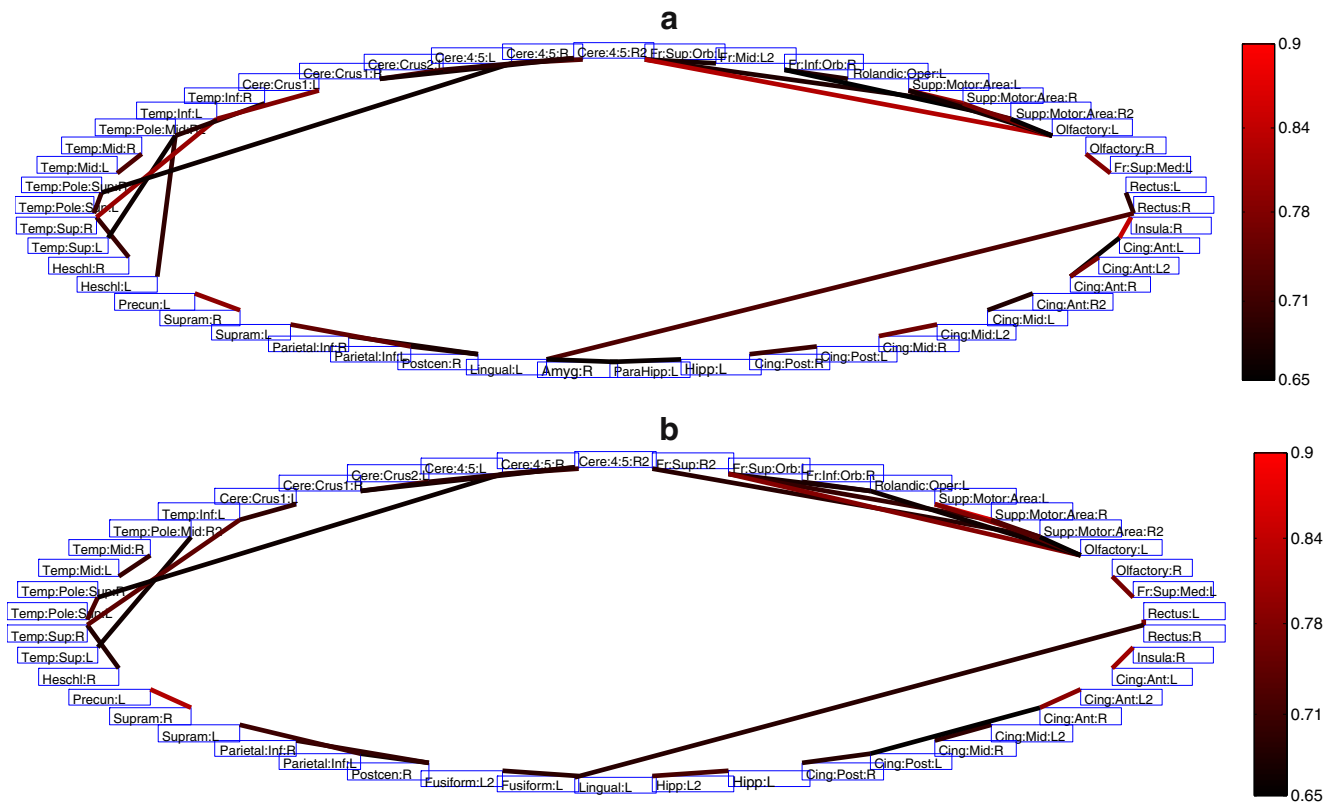 a
Cere:4:5:R2
Fr:Sup:Orb:L
Fr:Mid:L2
Fr:Inf:Orb:R
Rolandic:Oper:L
Supp:Motor:Area:L
Supp:Motor:Area:R
Supp:Motor:Area:R2
Olfactory:L
Olfactory:R
Fr:Sup:Med:L
Rectus:L
Rectus:R
Insula:R
Cing:Ant:L
Cing:Ant:L2
Cing:Ant:R
Cing:Ant:R2
Cing:Mid:L
Cing:Mid:L2
Cing:Mid:R
Cing:Post:L
Cing:Post:R
Hipp:L
ParaHipp:L
Amyg:R
Lingual:L
Postcen:R
Parietal:Inf:L
Parietal:Inf:R
Supram:L
Supram:R
Precun:L
Heschl:L
Heschl:R
Temp:Sup:L
Temp:Sup:R
Temp:Pole:Sup:L
Temp:Pole:Sup:R
Temp:Mid:L
Temp:Mid:R
Temp:Pole:Mid:R2
Temp:Inf:L
Temp:Inf:R
Cere:Crus1:L
Cere:Crus1:R
Cere:Crus2:L
Cere:4:5:L
Cere:4:5:R
0.9
0.84
0.78
0.71
0.65
b
Cere:4:5:R2
Fr:Sup:R2
Fr:Sup:Orb:L
Fr:Inf:Orb:R
Rolandic:Oper:L
Supp:Motor:Area:L
Supp:Motor:Area:R
Supp:Motor:Area:R2
Olfactory:L
Olfactory:R
Fr:Sup:Med:L
Rectus:L
Rectus:R
Insula:R
Cing:Ant:L
Cing:Ant:L2
Cing:Ant:R
Cing:Mid:L2
Cing:Mid:R
Cing:Post:L
Cing:Post:R
Hipp:L
Hipp:L2
Lingual:L
Fusiform:L
Fusiform:L2
Postcen:R
Parietal:Inf:L
Parietal:Inf:R
Supram:L
Supram:R
Precun:L
Heschl:R
Temp:Sup:L
Temp:Sup:R
Temp:Pole:Sup:L
Temp:Pole:Sup:R
Temp:Mid:L
Temp:Mid:R
Temp:Pole:Mid:R2
Temp:Inf:L
Cere:Crus1:L
Cere:Crus1:R
Cere:Crus2:L
Cere:4:5:L
Cere:4:5:R
0.9
0.84
0.78
0.71
0.65